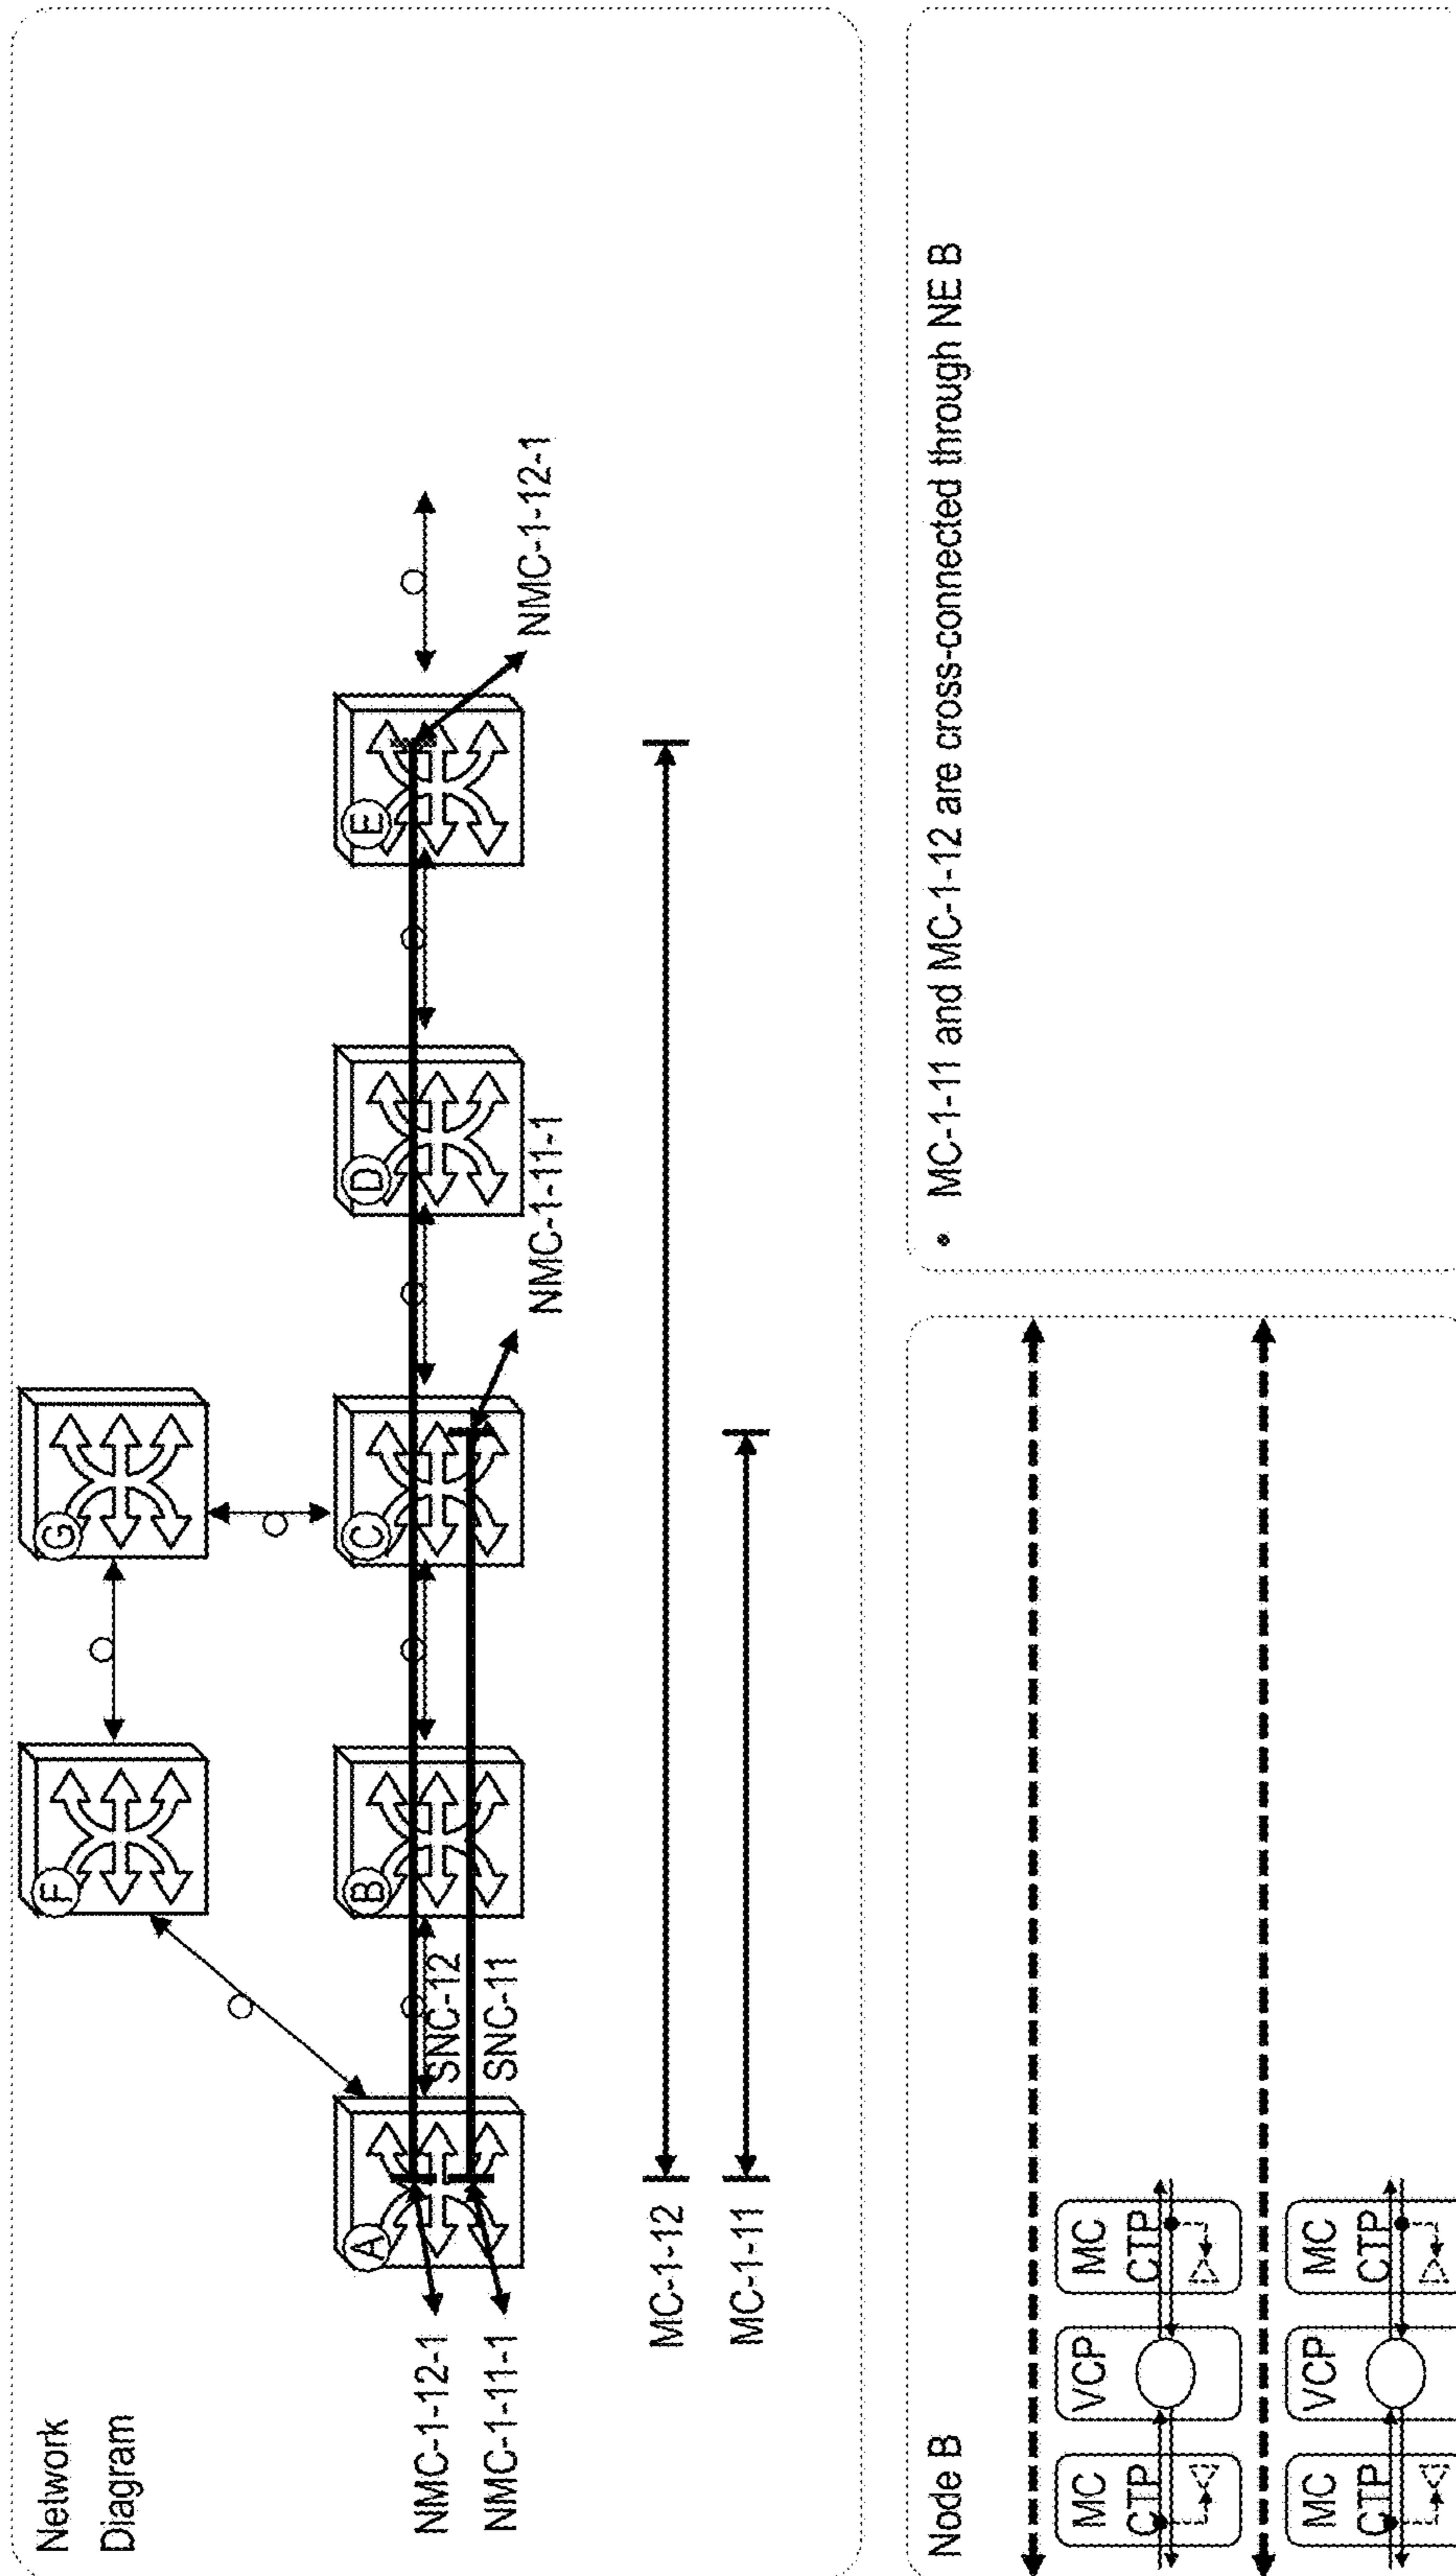 Network
Diagram
F
G
A
B
C
D
E
SNC-12
SNC-11
NMC-1-12-1
NMC-1-11-1
NMC-1-11-1
NMC-1-12-1
MC-1-12
MC-1-11
Node B
MC
CTP
VCP
MC
CTP
MC
CTP
VCP
MC
CTP
• MC-1-11 and MC-1-12 are cross-connected through NE B